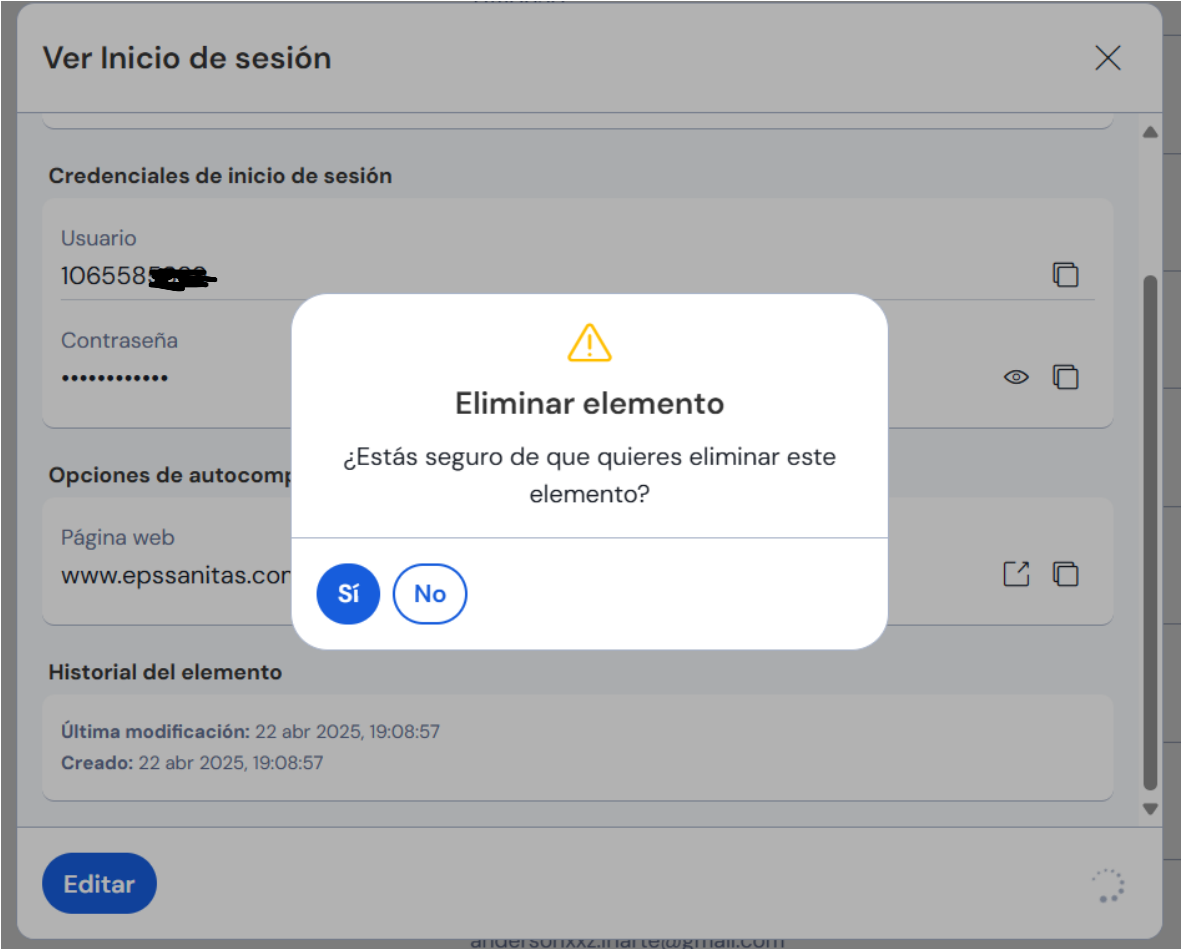 Ver Inicio de sesión
Credenciales de inicio de sesión
Usuario
106558
Contraseña
••••••••••••
Eliminar elemento
¿Estás seguro de que quieres eliminar este
elemento?
Sí
No
Opciones de autocomp
Página web
www.epssanitas.com
Historial del elemento
Última modificación: 22 abr 2025, 19:08:57
Creado: 22 abr 2025, 19:08:57
Editar